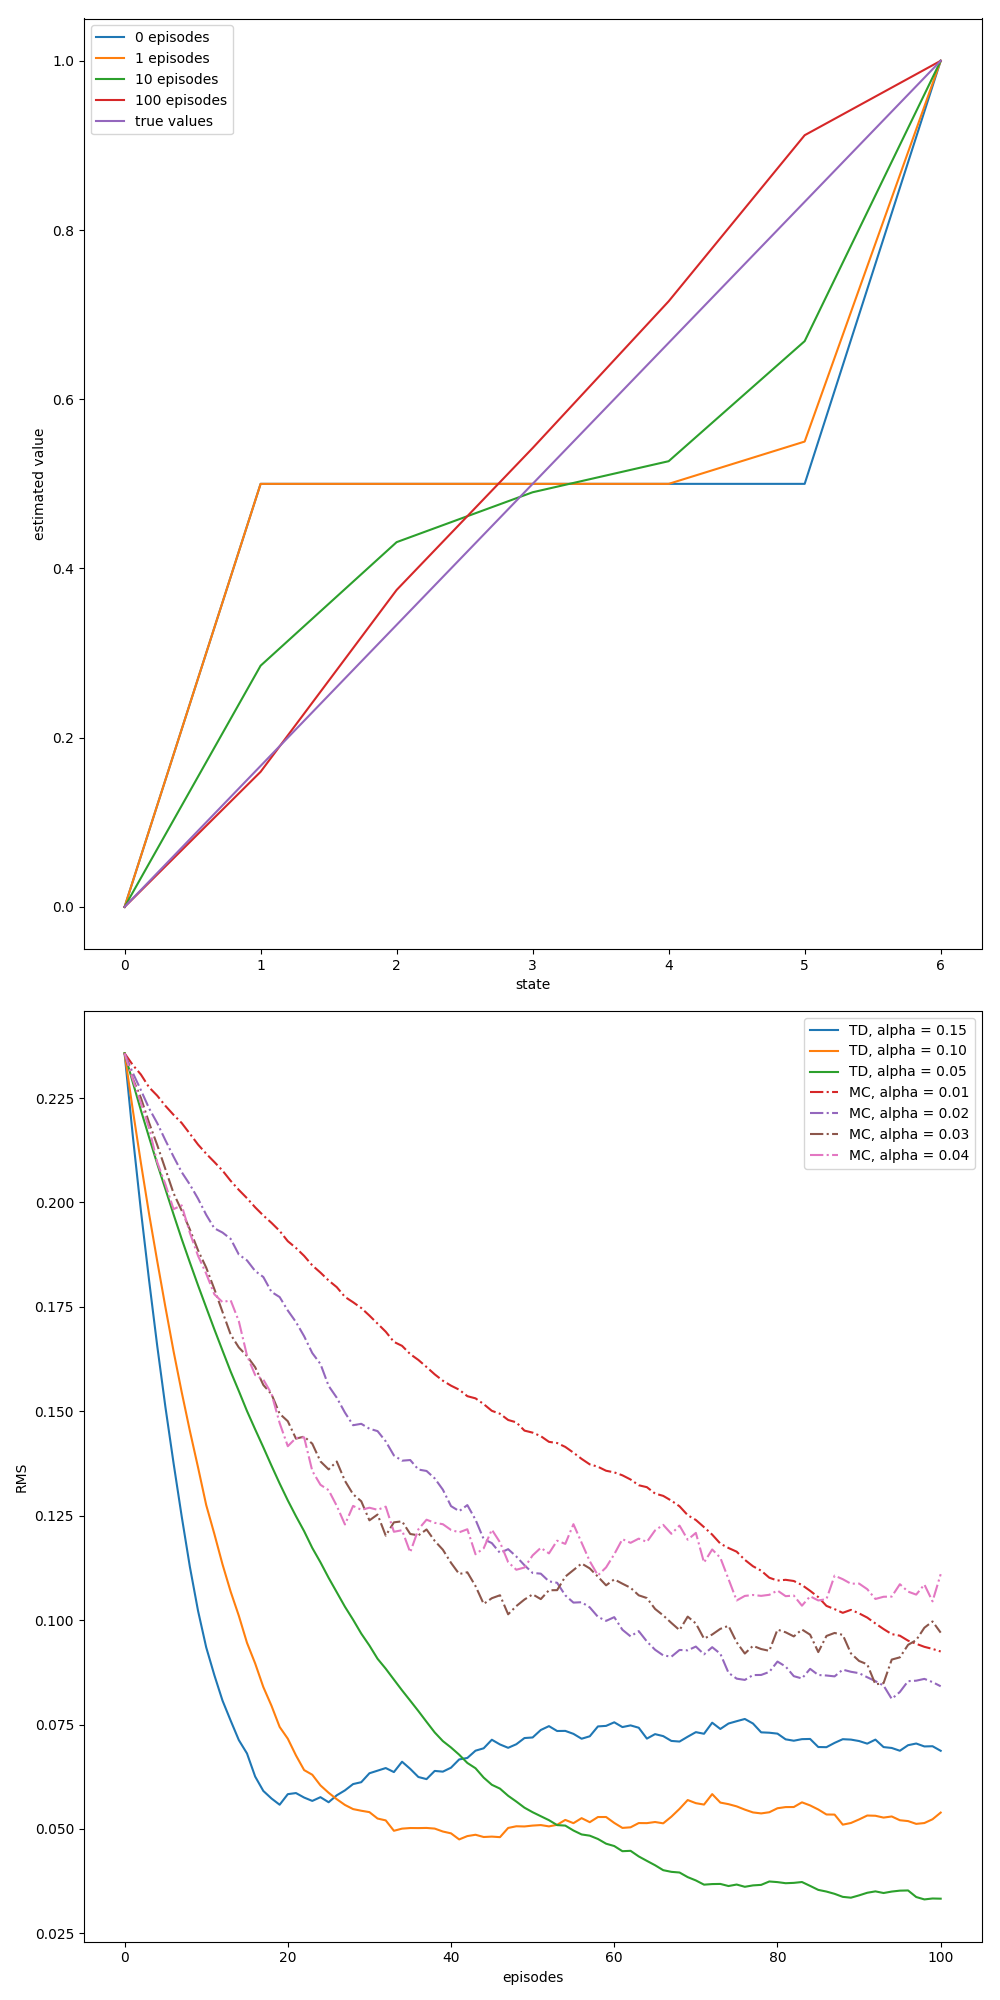 0 episodes
1 episodes
10 episodes
100 episodes
true values
1.0
0.8
0.6
0.4
0.2
0.0
estimated value
0 1 2 3 4 5 6
state
TD, alpha = 0.15
TD, alpha = 0.10
TD, alpha = 0.05
MC, alpha = 0.01
MC, alpha = 0.02
MC, alpha = 0.03
MC, alpha = 0.04
0.225
0.200
0.175
0.150
0.125
0.100
0.075
0.050
0.025
RMS
0 20 40 60 80 100
episodes